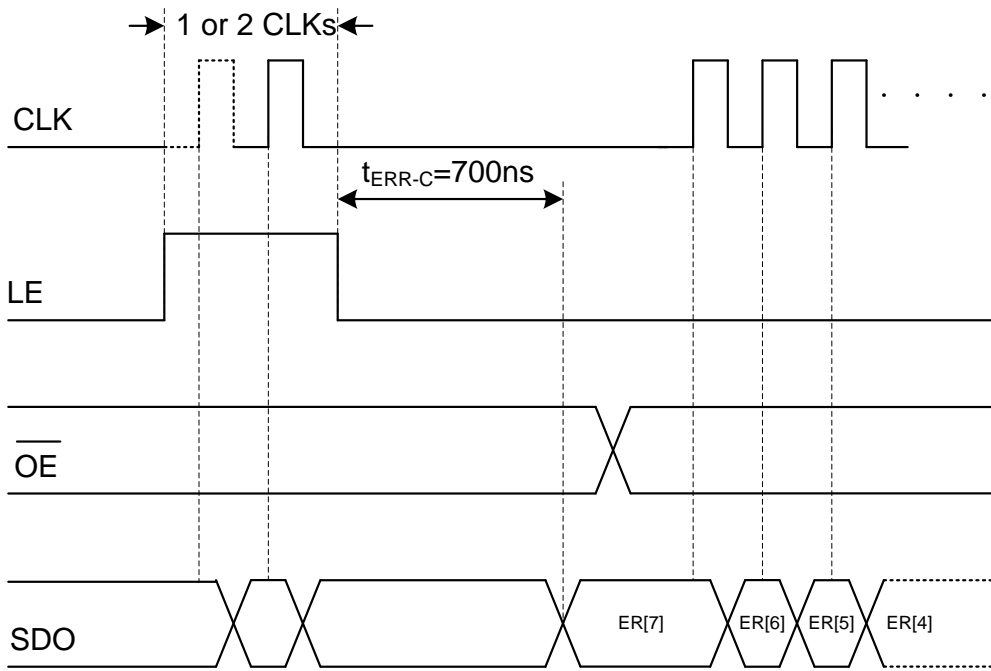 1 or 2 CLKs
CLK
tERR-C=700ns
LE
OE
SDO
ER[7]
ER[6]
ER[5]
ER[4]